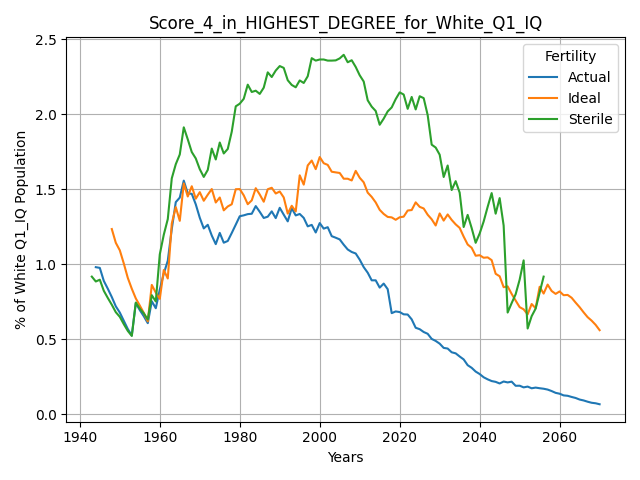 Score_4_in_HIGHEST_DEGREE_for_White_Q1_IQ
% of White Q1_IQ Population
2.5
2.0
1.5
1.0
0.5
0.0
Fertility
Actual
Ideal
Sterile
1940 1960 1980 2000 2020 2040 2060
Years